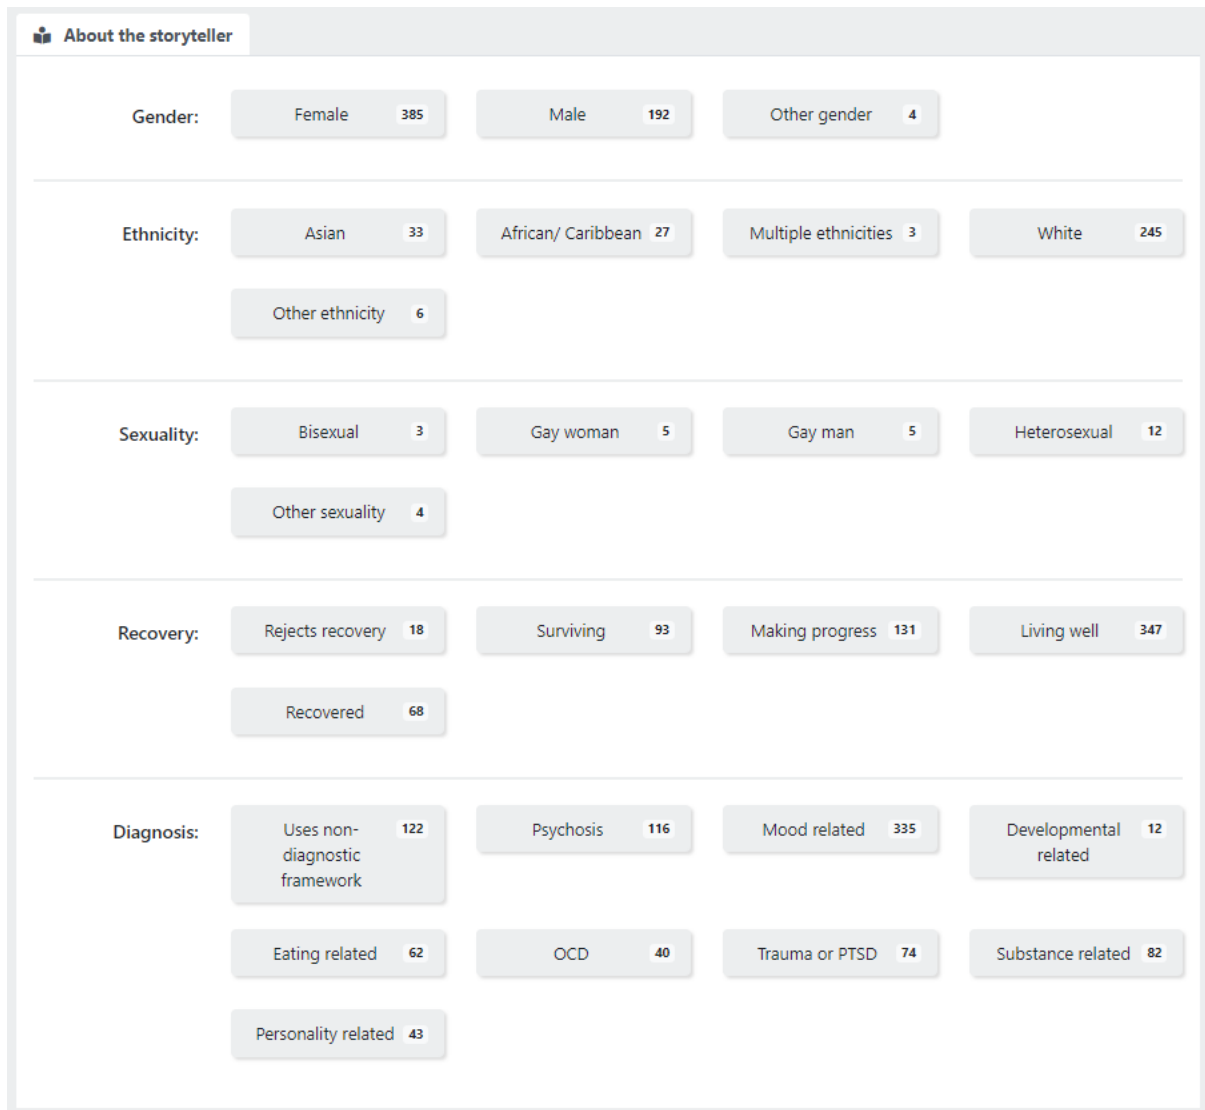 About the storyteller
Gender: Female 385 Male 192 Other gender 4
Ethnicity: Asian 33 African/ Caribbean 27 Multiple ethnicities 3 White 245
Other ethnicity 6
Sexuality: Bisexual 3 Gay woman 5 Gay man 5 Heterosexual 12
Other sexuality 4
Recovery: Rejects recovery 18 Surviving 93 Making progress 131 Living well 347
Recovered 68
Diagnosis: Uses non- 122 Psychosis 116 Mood related 335 Developmental 12
diagnostic related
framework
Eating related 62 OCD 40 Trauma or PTSD 74 Substance related 82
Personality related 43